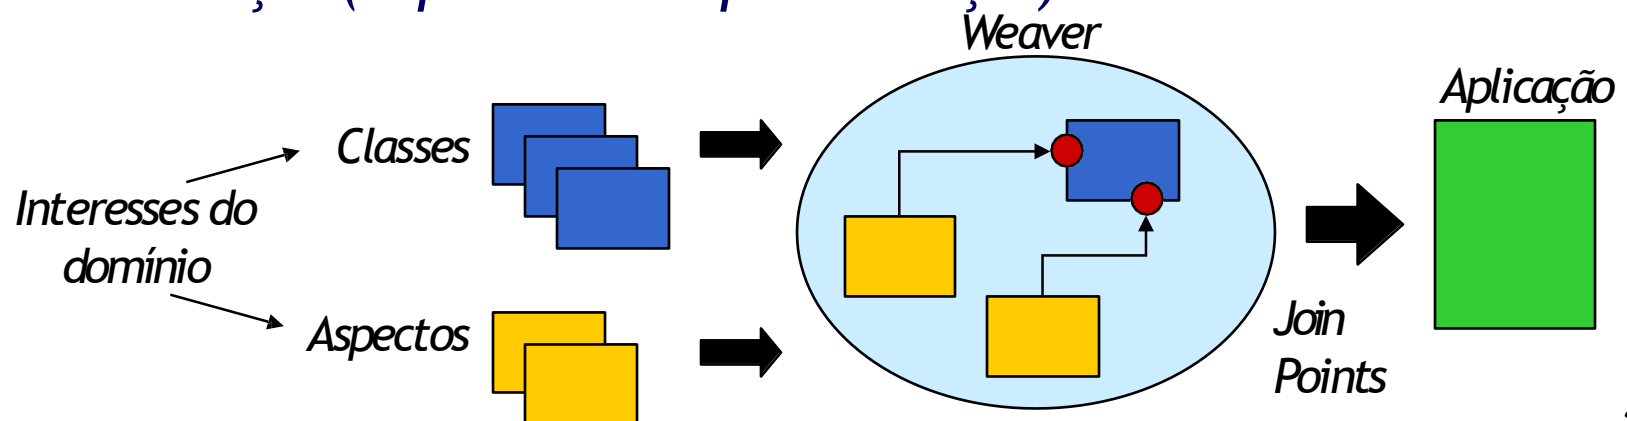 Weaver
Aplicação
Classes
Interesses do
domínio
Aspectos
Join
Points